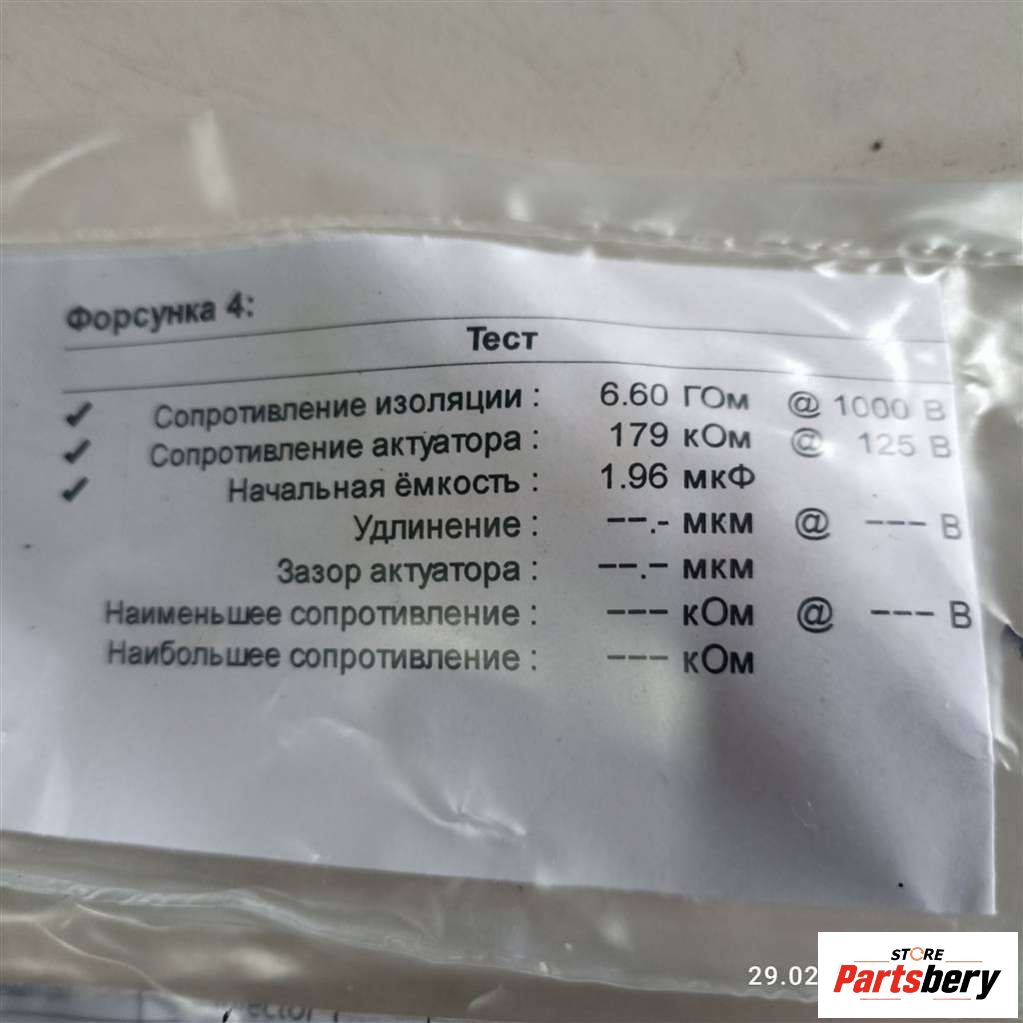 Форсунка 4:
Тест
✔ Сопротивление изоляции : 6.60 ГОм @ 1000 В
✔ Сопротивление актуатора : 179 кОм @ 125 В
✔ Начальная ёмкость : 1.96 мкФ
Удлинение : --.- мкм @ --- В
Зазор актуатора : --.- мкм
Наименьшее сопротивление : --- кОм @ --- В
Наибольшее сопротивление : --- кОм
29.02
STORE
Partsbery